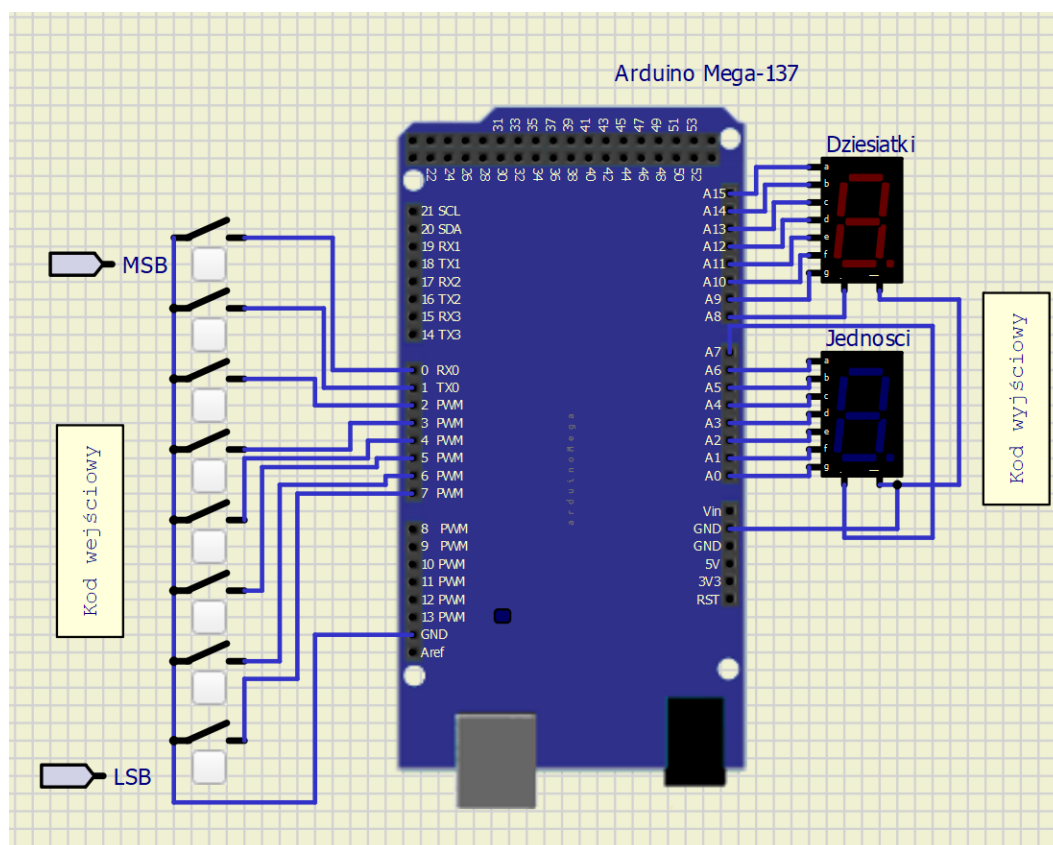 Arduino Mega-137
31 33 35 37 39 41 43 45 47 49 51 53
22 24 26 28 30 32 34 36 38 40 42 44 46 48 50 52
MSB
21 SCL
20 SDA
19 RX1
18 TX1
17 RX2
16 TX2
15 RX3
14 TX3
0 RX0
1 TX0
2 PWM
3 PWM
4 PWM
5 PWM
6 PWM
7 PWM
8 PWM
9 PWM
10 PWM
11 PWM
12 PWM
13 PWM
GND
Aref
arduinoMega
A15
A14
A13
A12
A11
A10
A9
A8
A7
A6
A5
A4
A3
A2
A1
A0
Vin
GND
GND
5V
3V3
RST
Dziesiatki
a
b
c
d
e
f
g
Jednosci
a
b
c
d
e
f
g
Kod wejściowy
Kod wyjściowy
LSB